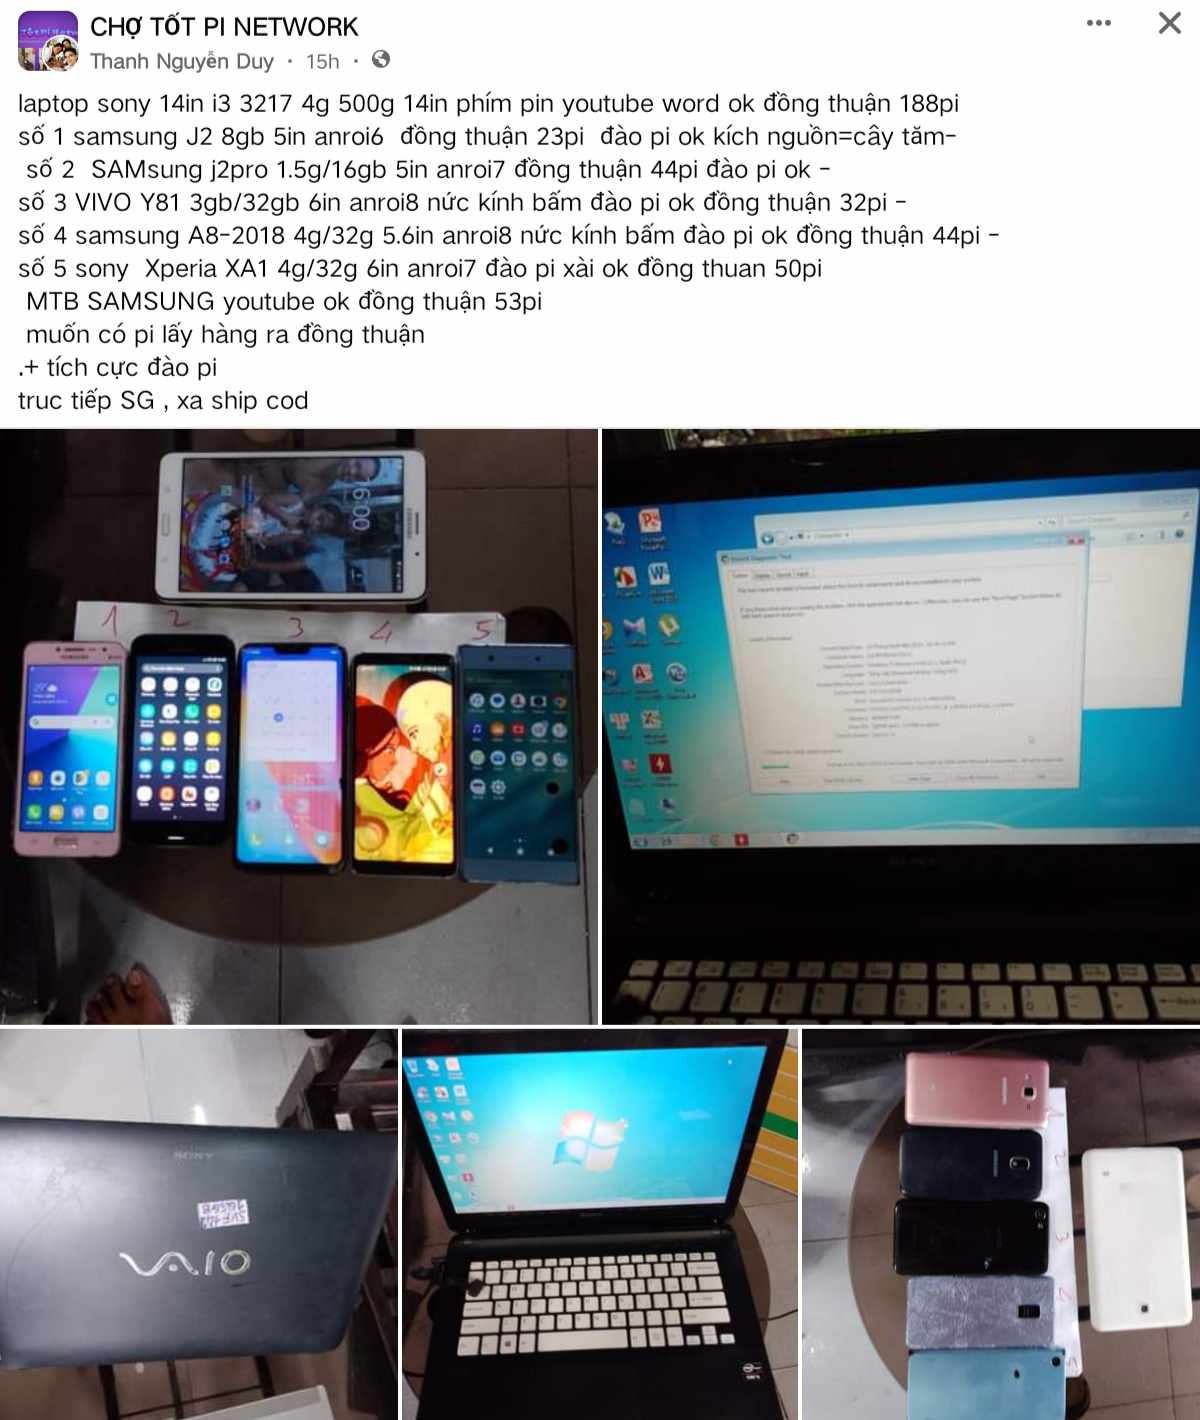 CHỢ TỐT PI NETWORK
Thanh Nguyễn Duy · 15h ·
laptop sony 14in i3 3217 4g 500g 14in phím pin youtube word ok đồng thuận 188pi
số 1 samsung J2 8gb 5in anroi6 đồng thuận 23pi đào pi ok kích nguồn=cây tăm-
số 2 SAMsung j2pro 1.5g/16gb 5in anroi7 đồng thuận 44pi đào pi ok -
số 3 VIVO Y81 3gb/32gb 6in anroi8 nức kính bấm đào pi ok đồng thuận 32pi -
số 4 samsung A8-2018 4g/32g 5.6in anroi8 nức kính bấm đào pi ok đồng thuận 44pi -
số 5 sony Xperia XA1 4g/32g 6in anroi7 đào pi xài ok đồng thuan 50pi
MTB SAMSUNG youtube ok đồng thuận 53pi
muốn có pi lấy hàng ra đồng thuận
.+ tích cực đào pi
truc tiếp SG , xa ship cod
16:00
1 2 3 4 5
SAMSUNG
SONY
SONY
VAIO
1
2
3
4
5